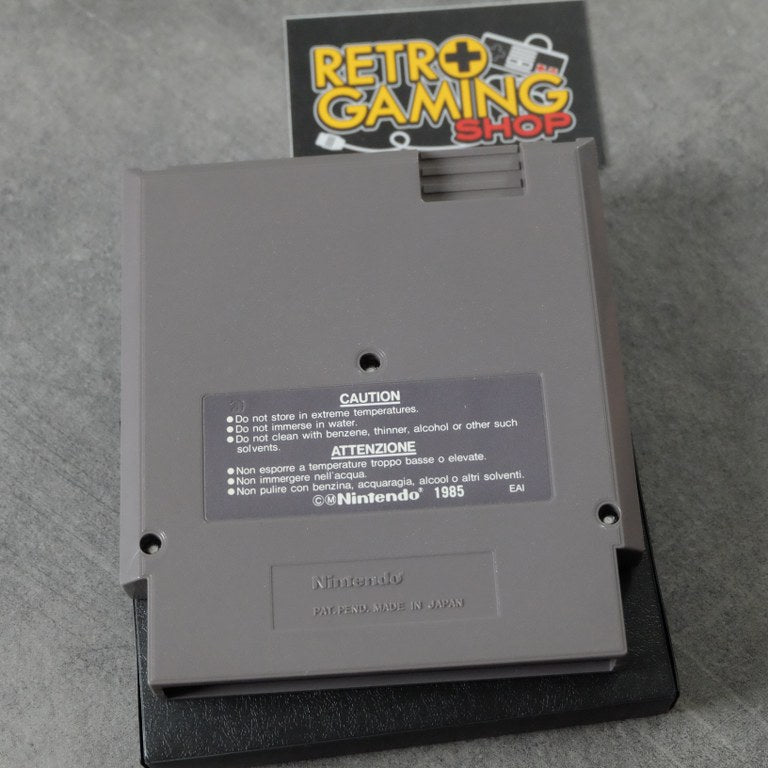 RETRO
GAMING
SHOP
CAUTION
●Do not store in extreme temperatures.
●Do not immerse in water.
●Do not clean with benzene, thinner, alcohol or other such
solvents.
ATTENZIONE
●Non esporre a temperature troppo basse o elevate.
●Non immergere nell'acqua.
●Non pulire con benzina, acquaragia, alcool o altri solventi.
©Ⓜ Nintendo® 1985 EAI
Nintendo
PAT. PEND. MADE IN JAPAN